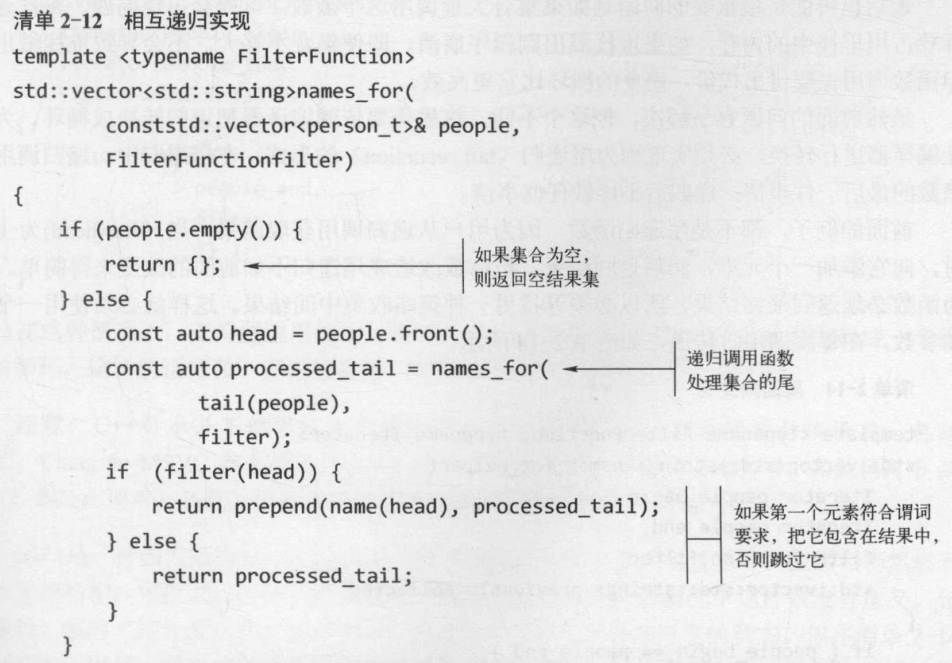 清单 2-12 相互递归实现
template <typename FilterFunction>
std::vector<std::string>names_for(
conststd::vector<person_t>& people,
FilterFunctionfilter)
{
if (people.empty()) {
return {};
如果集合为空,
则返回空结果集
} else {
const auto head = people.front();
const auto processed_tail = names_for(
递归调用函数
处理集合的尾
tail(people),
filter);
if (filter(head)) {
return prepend(name(head), processed_tail);
} else {
如果第一个元素符合谓词
要求，把它包含在结果中，
否则跳过它
return processed_tail;
}
}